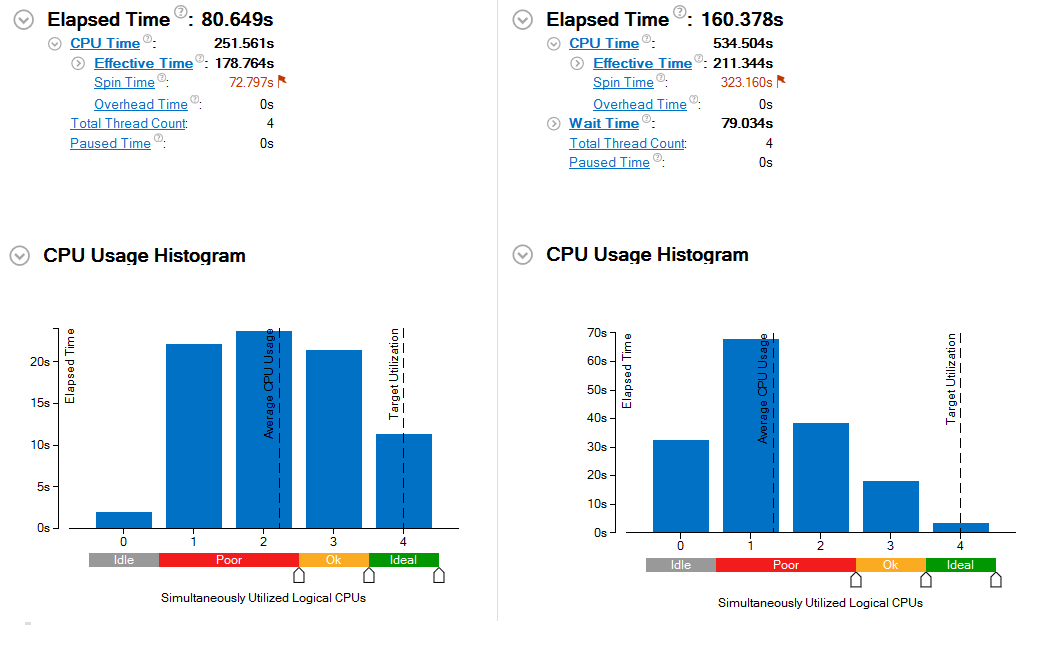 Elapsed Time ?: 80.649s
CPU Time ?: 251.561s
Effective Time ?: 178.764s
Spin Time ?: 72.797s
Overhead Time ?: 0s
Total Thread Count: 4
Paused Time ?: 0s
CPU Usage Histogram
Elapsed Time
20s
15s
10s
5s
0s
Average CPU Usage
Target Utilization
0 1 2 3 4
Idle Poor Ok Ideal
Simultaneously Utilized Logical CPUs
Elapsed Time ?: 160.378s
CPU Time ?: 534.504s
Effective Time ?: 211.344s
Spin Time ?: 323.160s
Overhead Time ?: 0s
Wait Time ?: 79.034s
Total Thread Count: 4
Paused Time ?: 0s
CPU Usage Histogram
Elapsed Time
70s
60s
50s
40s
30s
20s
10s
0s
Average CPU Usage
Target Utilization
0 1 2 3 4
Idle Poor Ok Ideal
Simultaneously Utilized Logical CPUs